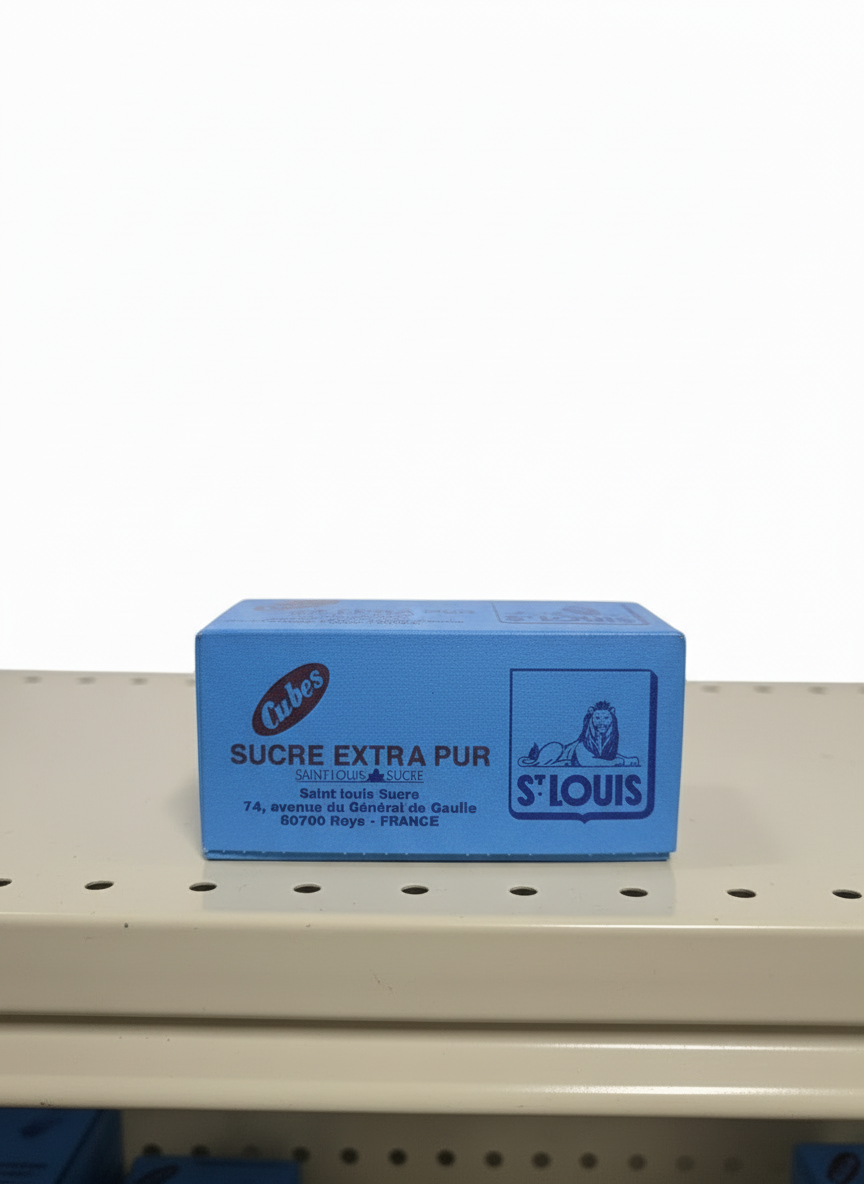 Cubes
SUCRE EXTRA PUR
SAINT LOUIS SUCRE
Saint louis Sucre
74, avenue du Général de Gaulle
60700 Roys - FRANCE
ST. LOUIS